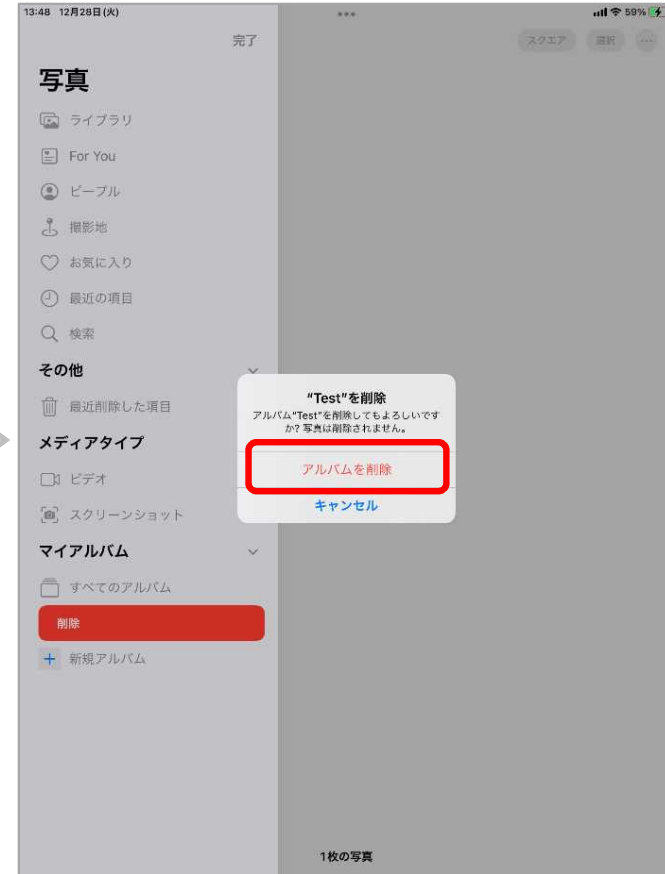 13:48 12月28日(火)
59%
完了
スクエア
選択
写真
ライブラリ
For You
ピープル
撮影地
お気に入り
最近の項目
検索
その他
最近削除した項目
メディアタイプ
ビデオ
スクリーンショット
マイアルバム
すべてのアルバム
削除
新規アルバム
“Test”を削除
アルバム“Test”を削除してもよろしいです
か? 写真は削除されません。
アルバムを削除
キャンセル
1枚の写真